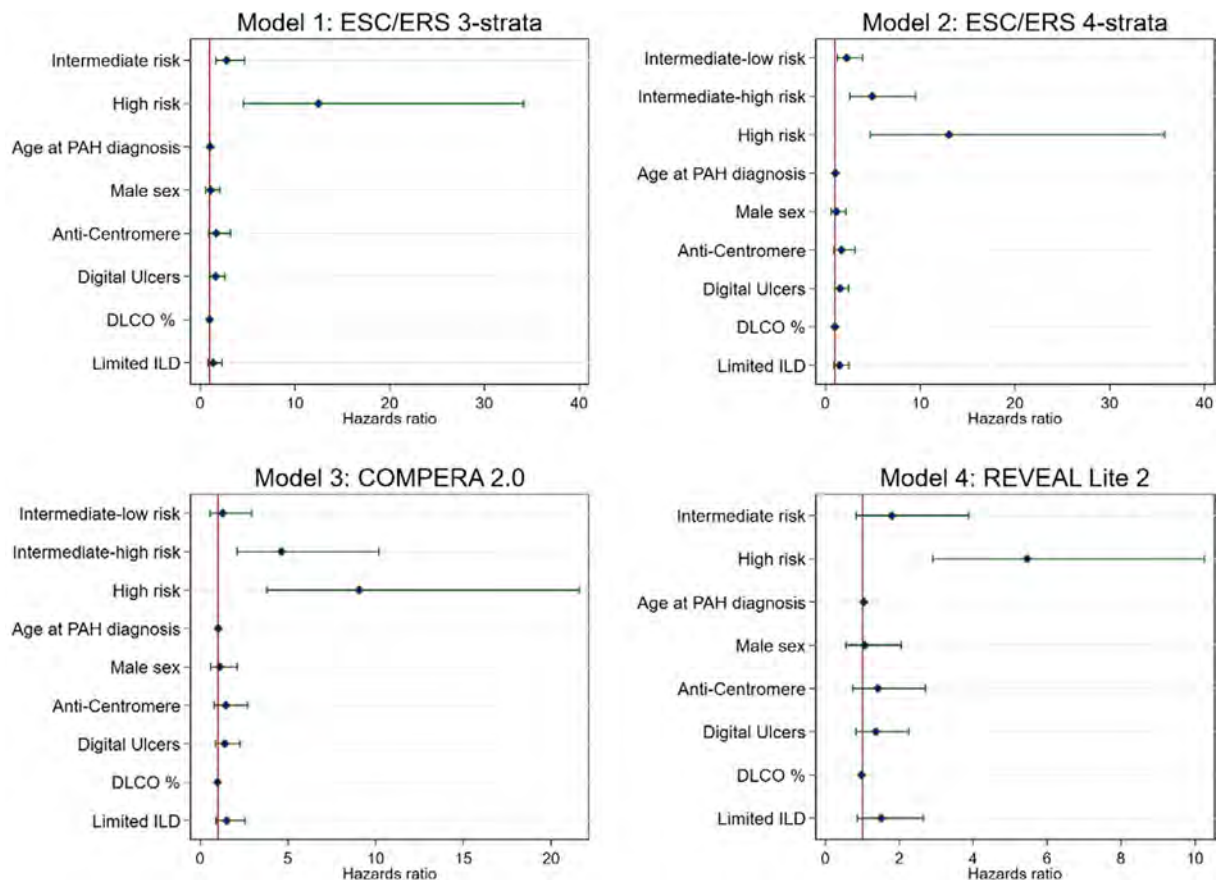 Model 1: ESC/ERS 3-strata
Intermediate risk
High risk
Age at PAH diagnosis
Male sex
Anti-Centromere
Digital Ulcers
DLCO %
Limited ILD
0 10 20 30 40
Hazards ratio
Model 2: ESC/ERS 4-strata
Intermediate-low risk
Intermediate-high risk
High risk
Age at PAH diagnosis
Male sex
Anti-Centromere
Digital Ulcers
DLCO %
Limited ILD
0 10 20 30 40
Hazards ratio
Model 3: COMPERA 2.0
Intermediate-low risk
Intermediate-high risk
High risk
Age at PAH diagnosis
Male sex
Anti-Centromere
Digital Ulcers
DLCO %
Limited ILD
0 5 10 15 20
Hazards ratio
Model 4: REVEAL Lite 2
Intermediate risk
High risk
Age at PAH diagnosis
Male sex
Anti-Centromere
Digital Ulcers
DLCO %
Limited ILD
0 2 4 6 8 10
Hazards ratio